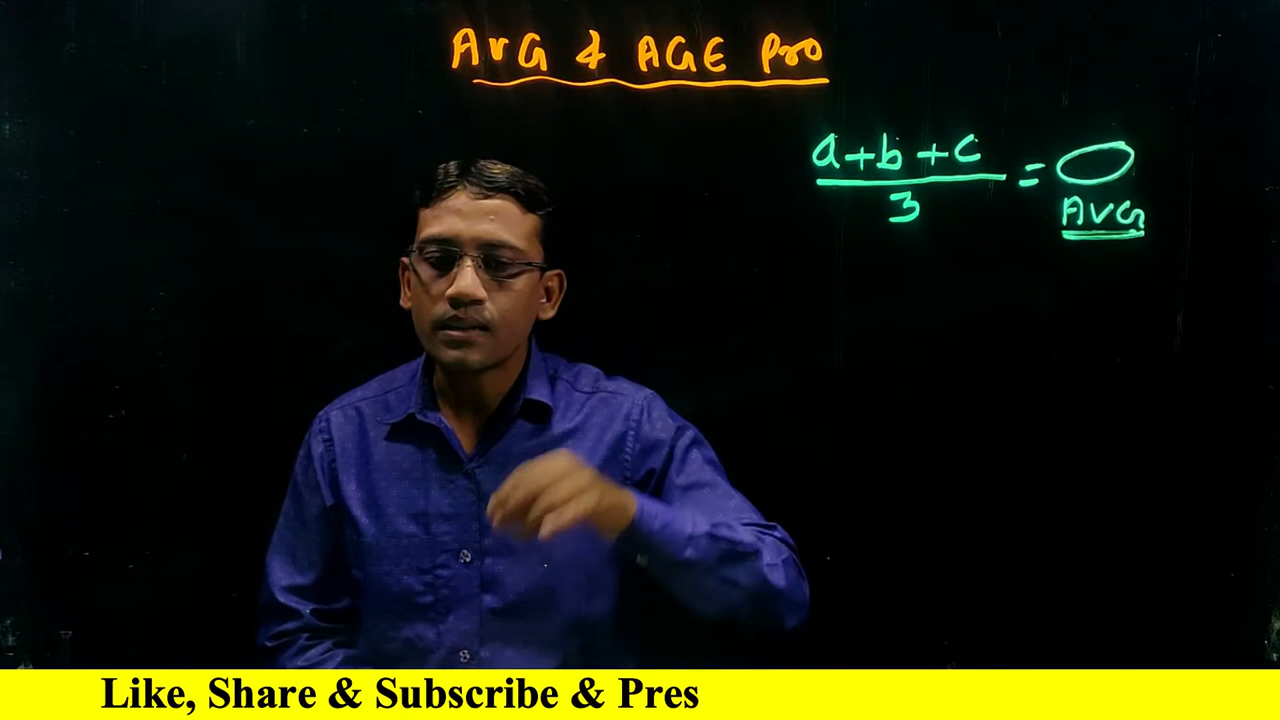 AVG & AGE Pro
a+b+c
3
=
AVG
Like, Share & Subscribe & Pres